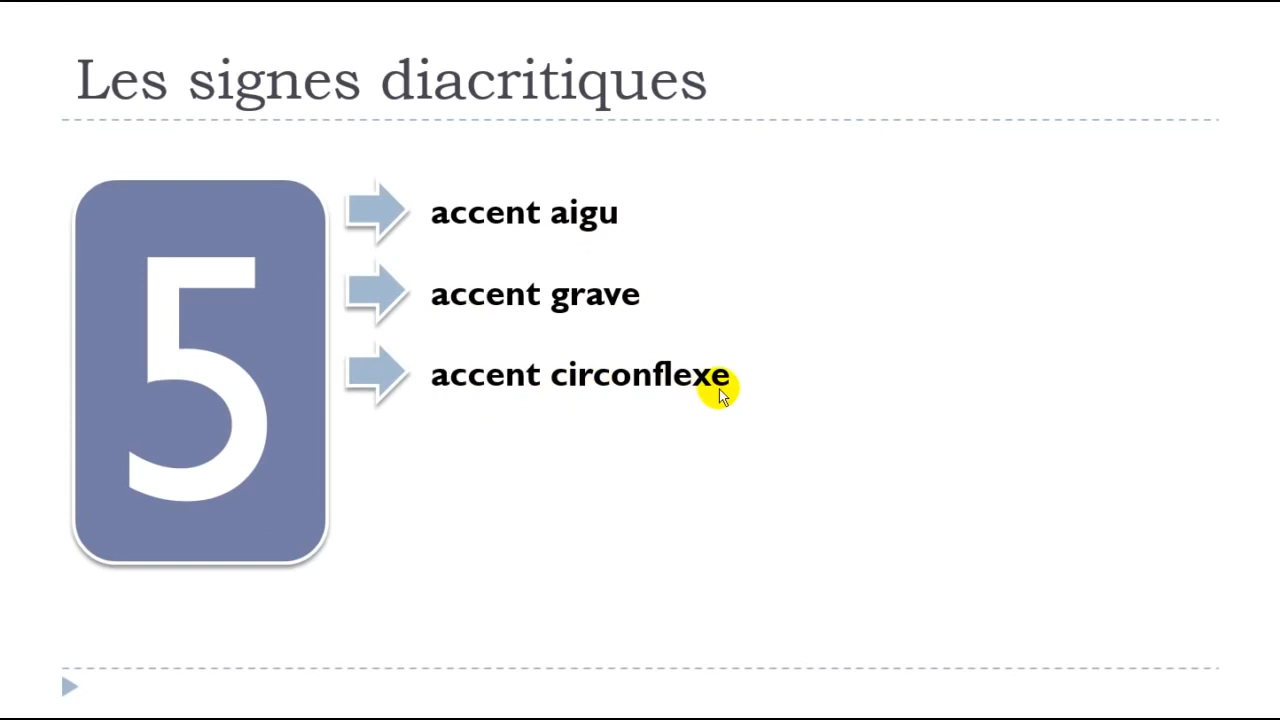 Les signes diacritiques
5
accent aigu
accent grave
accent circonflexe